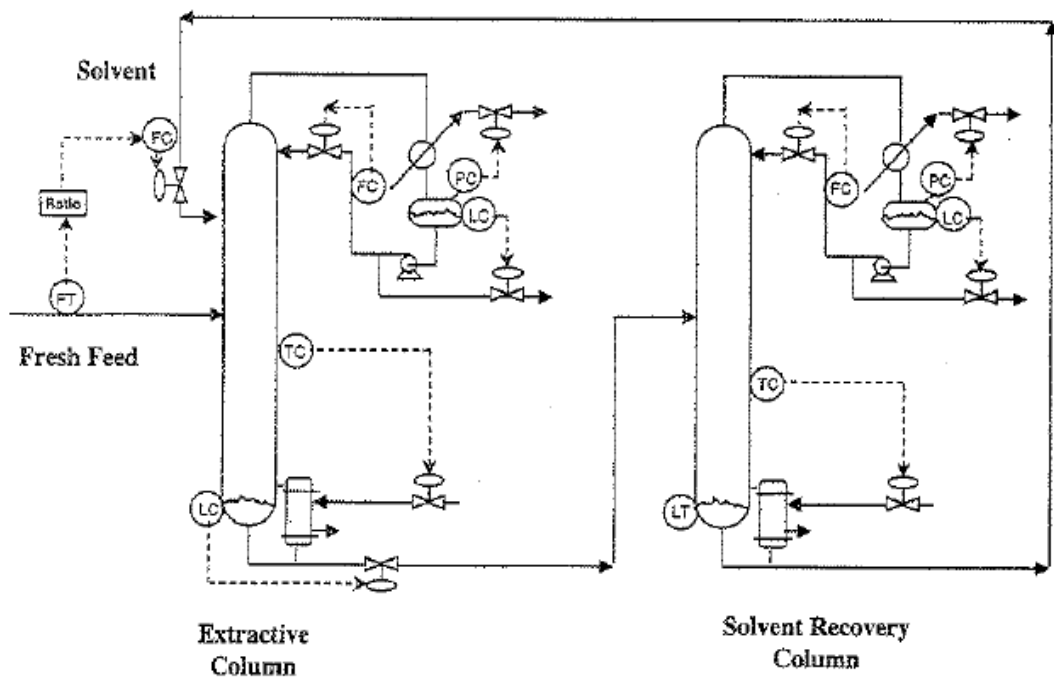 Solvent
FC
Ratio
FT
Fresh Feed
FC
PC
LC
TC
LC
FC
PC
LC
TC
LT
Extractive
Column
Solvent Recovery
Column